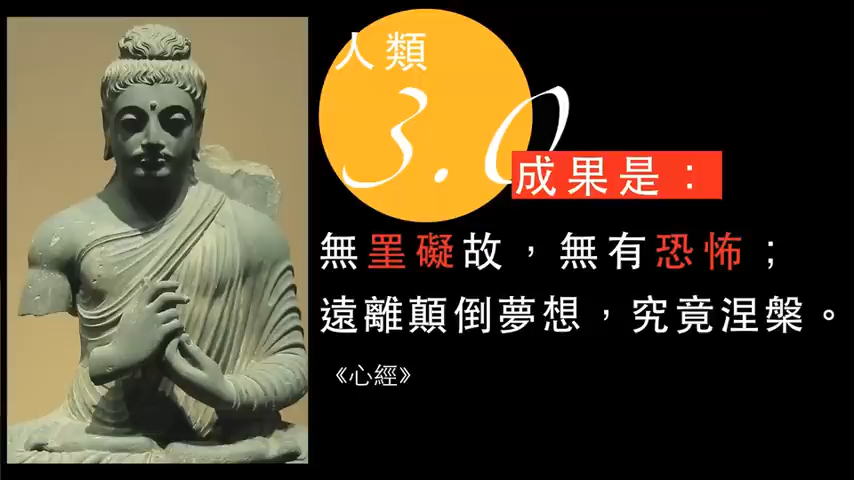 人類
3.0
成果是：
無罣礙故，無有恐怖；
遠離顛倒夢想，究竟涅槃。
《心經》